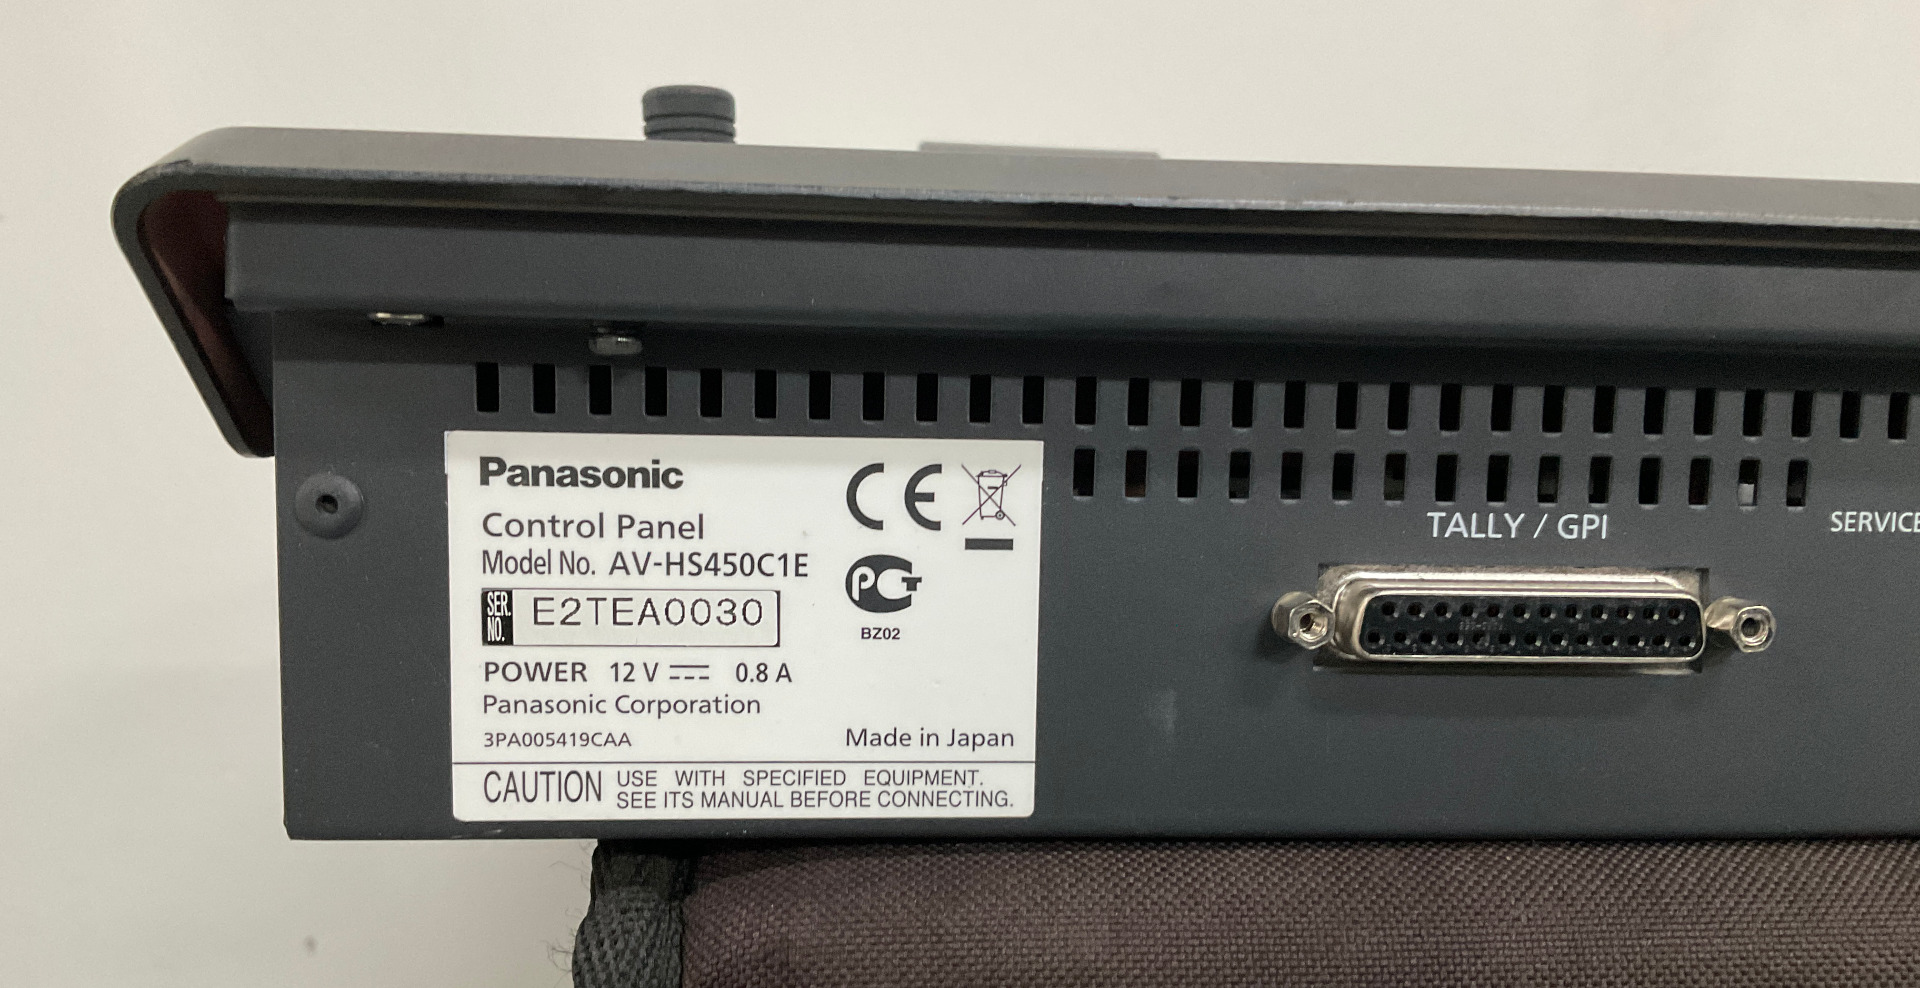 Panasonic
CE
Control Panel
Model No. AV-HS450C1E
SER. NO. E2TEA0030
PCT
BZ02
POWER 12 V 0.8 A
Panasonic Corporation
3PA005419CAA
Made in Japan
CAUTION USE WITH SPECIFIED EQUIPMENT.
SEE ITS MANUAL BEFORE CONNECTING.
TALLY / GPI
SERVICE